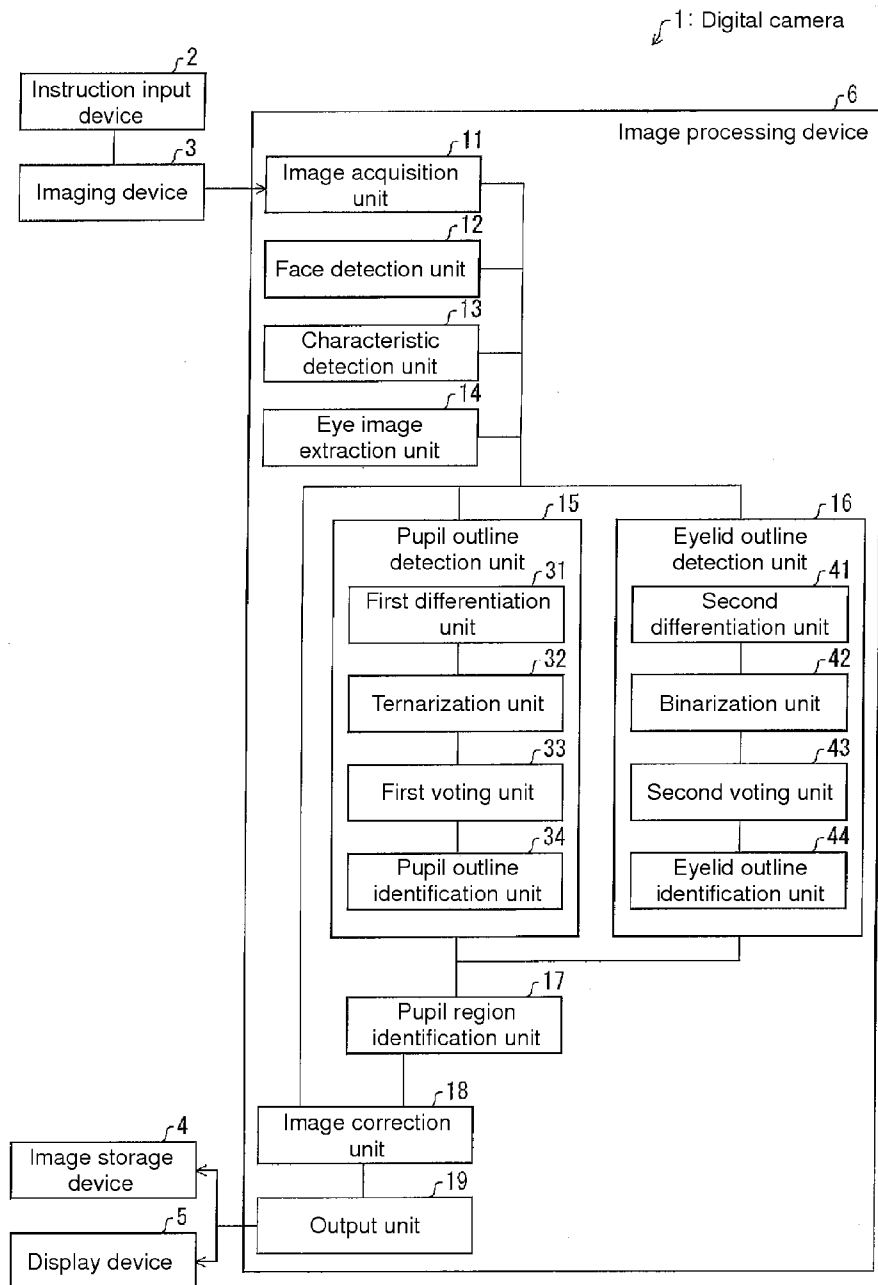 1: Digital camera
2
Instruction input
device
3
Imaging device
6
Image processing device
11
Image acquisition
unit
12
Face detection unit
13
Characteristic
detection unit
14
Eye image
extraction unit
15
Pupil outline
detection unit
31
First differentiation
unit
32
Ternarization unit
33
First voting unit
34
Pupil outline
identification unit
16
Eyelid outline
detection unit
41
Second
differentiation unit
42
Binarization unit
43
Second voting unit
44
Eyelid outline
identification unit
17
Pupil region
identification unit
18
Image correction
unit
19
Output unit
4
Image storage
device
5
Display device